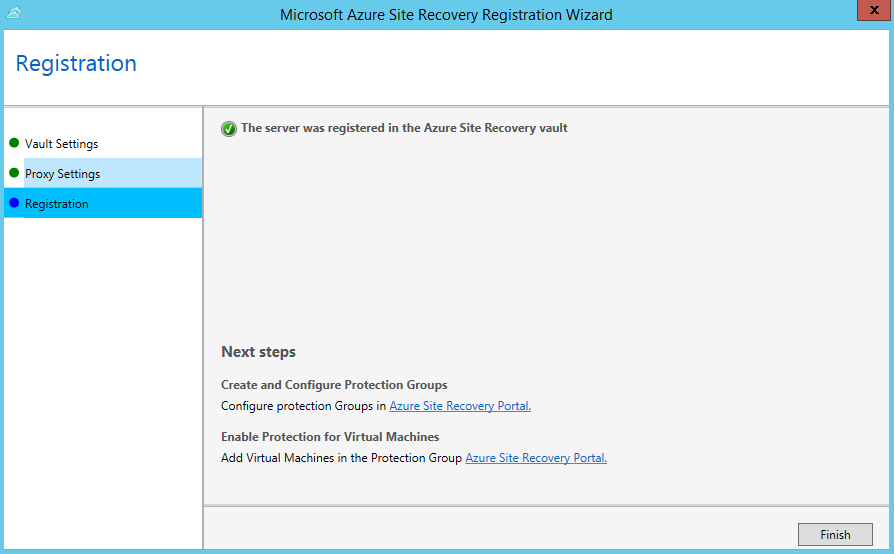 Microsoft Azure Site Recovery Registration Wizard
x
Registration
The server was registered in the Azure Site Recovery vault
Vault Settings
Proxy Settings
Registration
Next steps
Create and Configure Protection Groups
Configure protection Groups in Azure Site Recovery Portal.
Enable Protection for Virtual Machines
Add Virtual Machines in the Protection Group Azure Site Recovery Portal.
Finish